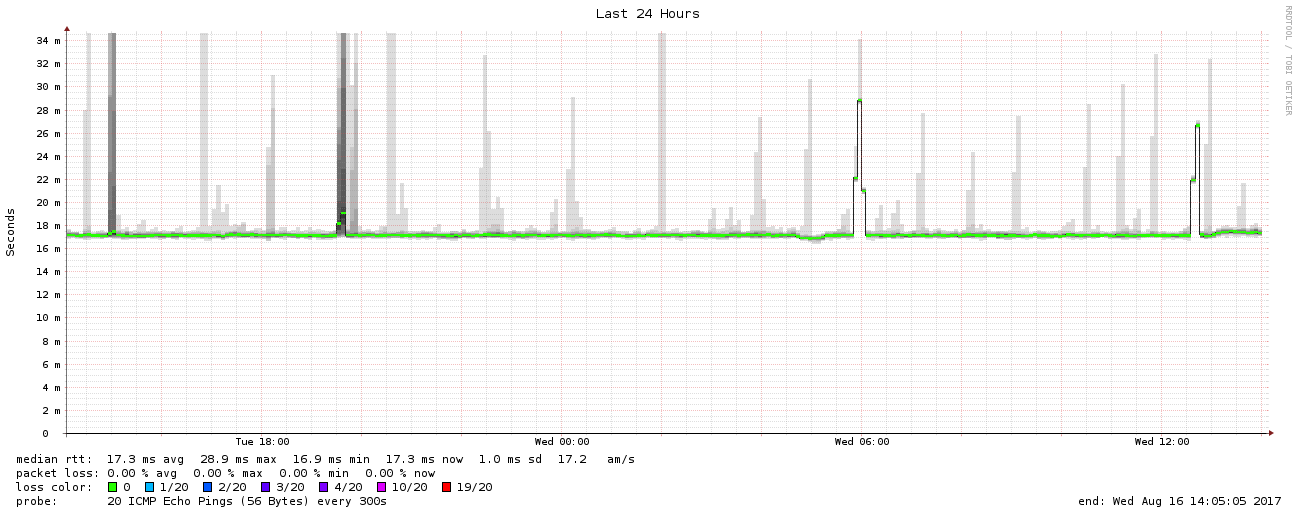 Last 24 Hours
RRDTOOL / TOBI OETIKER
Seconds
34 m
32 m
30 m
28 m
26 m
24 m
22 m
20 m
18 m
16 m
14 m
12 m
10 m
8 m
6 m
4 m
2 m
0
Tue 18:00 Wed 00:00 Wed 06:00 Wed 12:00
median rtt: 17.3 ms avg 28.9 ms max 16.9 ms min 17.3 ms now 1.0 ms sd 17.2 am/s
packet loss: 0.00 % avg 0.00 % max 0.00 % min 0.00 % now
loss color: 0 1/20 2/20 3/20 4/20 10/20 19/20
probe: 20 ICMP Echo Pings (56 Bytes) every 300s end: Wed Aug 16 14:05:05 2017